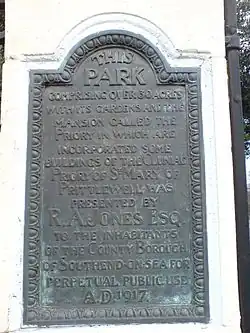 THIS
PARK
COMPRISING OVER 30 ACRES
WITH ITS GARDENS AND THE
MANSION CALLED THE
PRIORY IN WHICH ARE
INCORPORATED SOME
BUILDINGS OF THE CLUNIAC
PRIORY OF ST MARY OF
PRITTLEWELL WAS
PRESENTED BY
R. A. JONES ESQ.
TO THE INHABITANTS
OF THE COUNTY BOROUGH
OF SOUTHEND-ON-SEA FOR
PERPETUAL PUBLIC USE
A.D. 1917.